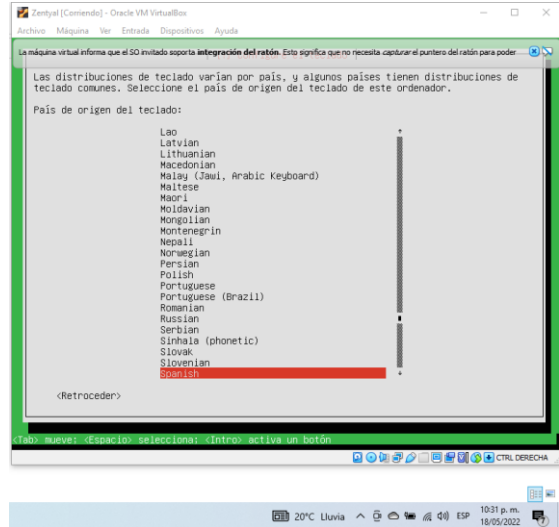 Zentyal [Corriendo] - Oracle VM VirtualBox
Archivo Máquina Ver Entrada Dispositivos Ayuda
La máquina virtual informa que el SO invitado soporta integración del ratón. Esto significa que no necesita capturar el puntero del ratón para poder
Las distribuciones de teclado varían por país, y algunos países tienen distribuciones de
teclado comunes. Seleccione el país de origen del teclado de este ordenador.
País de origen del teclado:
Lao
Latvian
Lithuanian
Macedonian
Malay (Jawi, Arabic Keyboard)
Maltese
Maori
Moldavian
Mongolian
Montenegrin
Nepali
Norwegian
Persian
Polish
Portuguese
Portuguese (Brazil)
Romanian
Russian
Serbian
Sinhala (phonetic)
Slovak
Slovenian
Spanish
<Retroceder>
<Tab> mueve; <Espacio> selecciona; <Intro> activa un botón
CTRL DERECHA
20°C Lluvia ESP 10:31 p. m.
18/05/2022